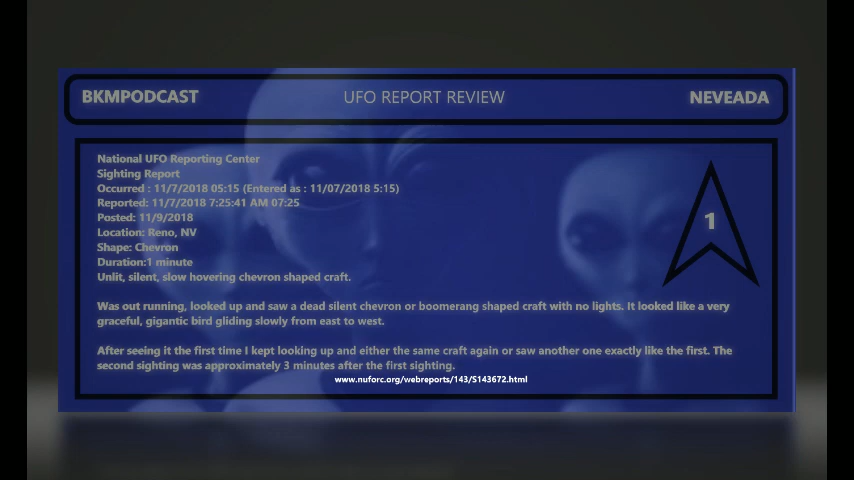 BKMPODCAST UFO REPORT REVIEW NEVEADA
National UFO Reporting Center
Sighting Report
Occurred : 11/7/2018 05:15 (Entered as : 11/07/2018 5:15)
Reported: 11/7/2018 7:25:41 AM 07:25
Posted: 11/9/2018
Location: Reno, NV
Shape: Chevron
Duration:1 minute
Unlit, silent, slow hovering chevron shaped craft.
1
Was out running, looked up and saw a dead silent chevron or boomerang shaped craft with no lights. It looked like a very
graceful, gigantic bird gliding slowly from east to west.
After seeing it the first time I kept looking up and either the same craft again or saw another one exactly like the first. The
second sighting was approximately 3 minutes after the first sighting.
www.nuforc.org/webreports/143/S143672.html